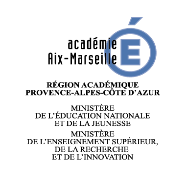 académie
Aix-Marseille
RÉGION ACADÉMIQUE
PROVENCE-ALPES-CÔTE D'AZUR
MINISTÈRE
DE L'ÉDUCATION NATIONALE
ET DE LA JEUNESSE
MINISTÈRE
DE L'ENSEIGNEMENT SUPÉRIEUR,
DE LA RECHERCHE
ET DE L'INNOVATION